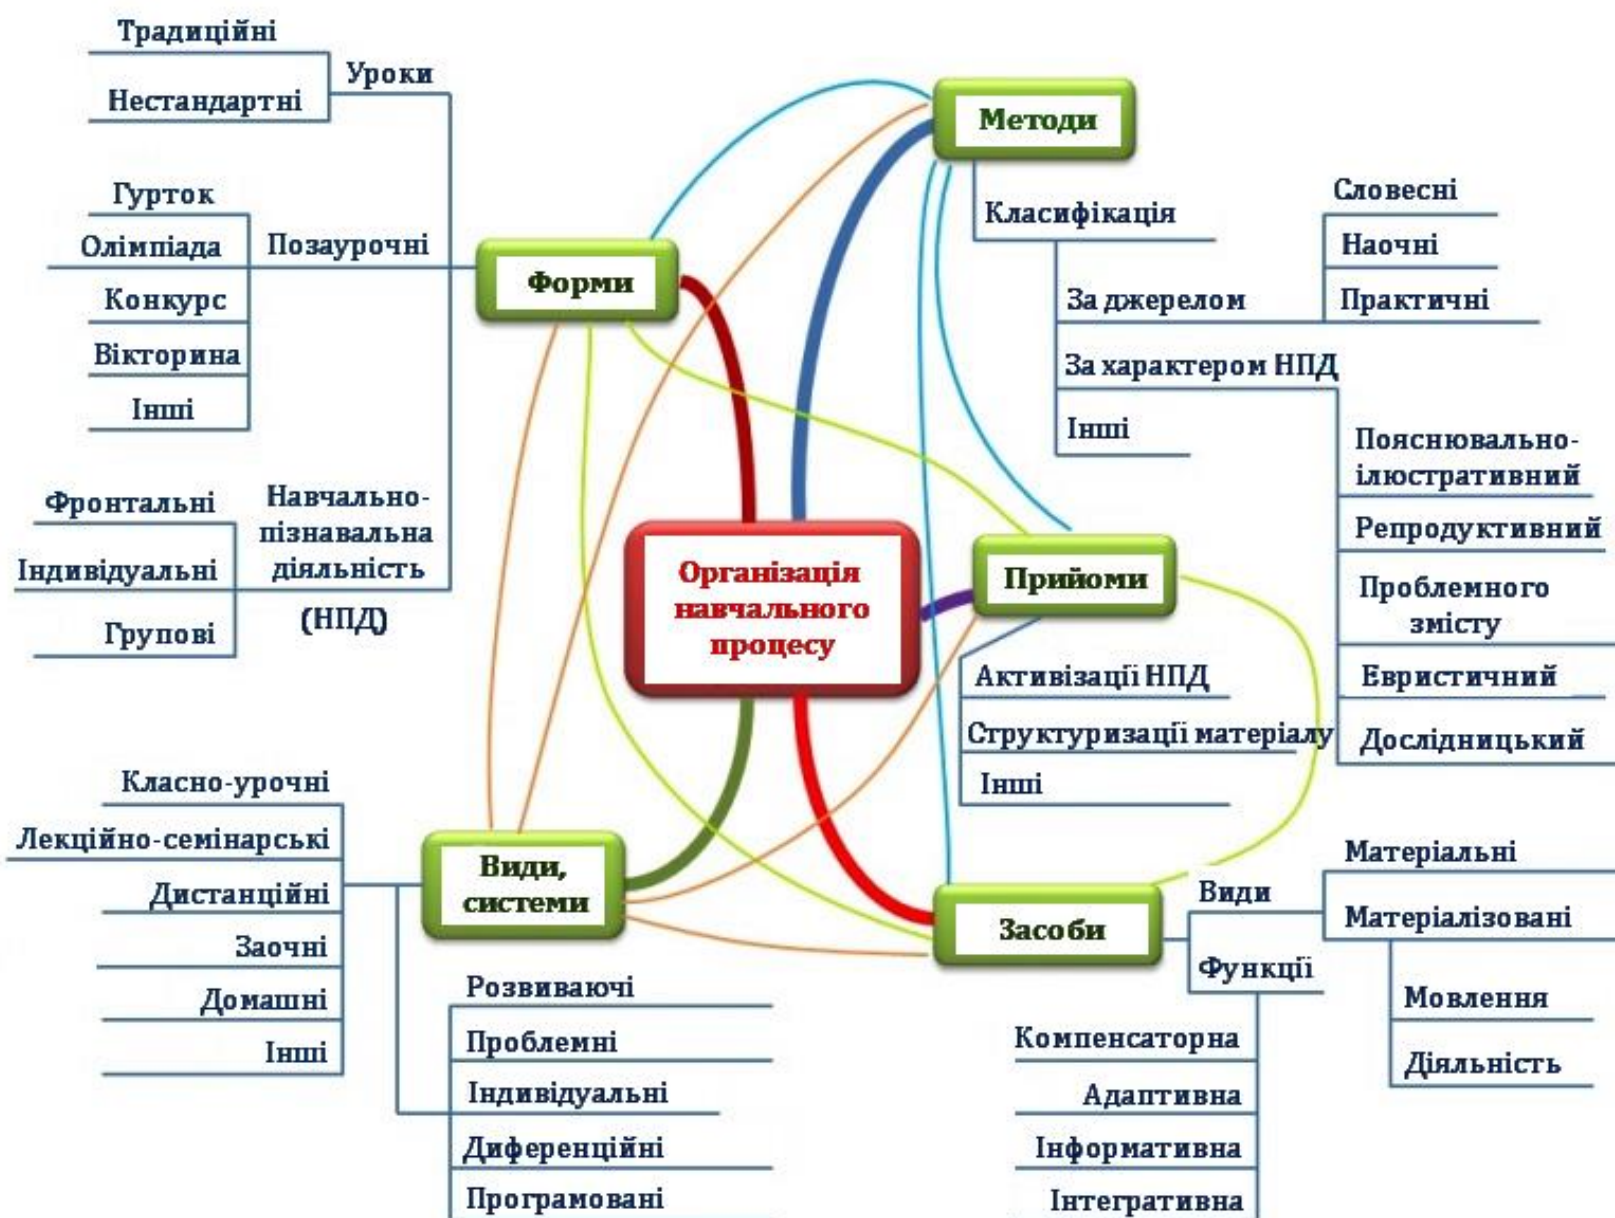 Традиційні
Уроки
Нестандартні
Гурток
Олімпіада
Позаурочні
Конкурс
Вікторина
Інші
Форми
Фронтальні
Індивідуальні
Групові
Навчально-
пізнавальна
діяльність
(НПД)
Методи
Класифікація
За джерелом
Словесні
Наочні
Практичні
За характером НПД
Інші
Пояснювально-
ілюстративний
Репродуктивний
Проблемного
змісту
Евристичний
Дослідницький
Організація
навчального
процесу
Прийоми
Активізації НПД
Структуризації матеріалу
Інші
Класно-урочні
Лекційно-семінарські
Дистанційні
Заочні
Домашні
Інші
Види,
системи
Розвиваючі
Проблемні
Індивідуальні
Диференційні
Програмовані
Засоби
Види
Матеріальні
Матеріалізовані
Мовлення
Діяльність
Функції
Компенсаторна
Адаптивна
Інформативна
Інтегративна